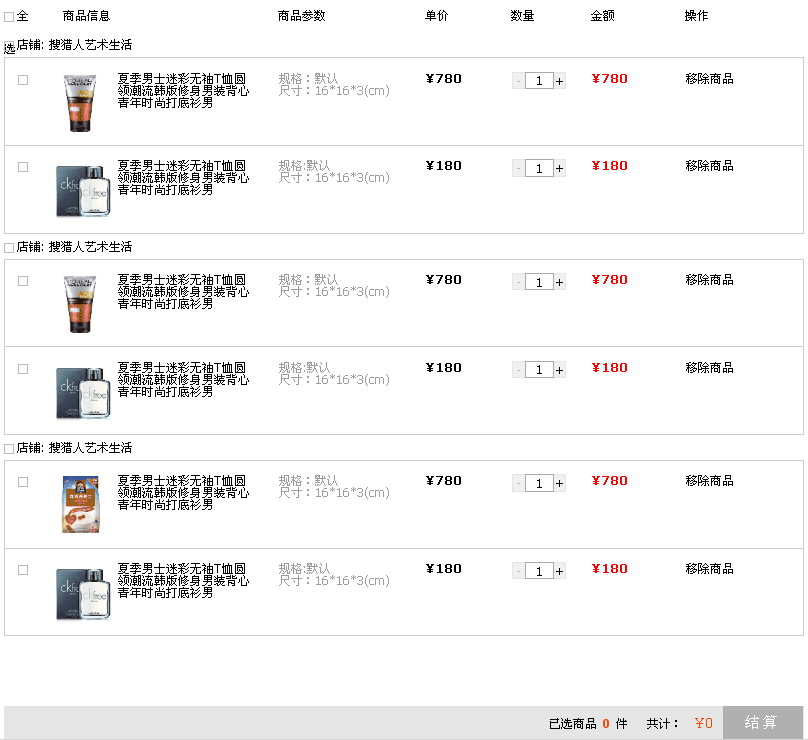 全选 商品信息 商品参数 单价 数量 金额 操作
店铺: 搜猎人艺术生活
夏季男士迷彩无袖T恤圆 规格：默认 ¥780 - 1 + ¥780 移除商品
领潮流韩版修身男装背心 尺寸：16*16*3(cm)
青年时尚打底衫男
夏季男士迷彩无袖T恤圆 规格:默认 ¥180 - 1 + ¥180 移除商品
领潮流韩版修身男装背心 尺寸：16*16*3(cm)
青年时尚打底衫男
店铺: 搜猎人艺术生活
夏季男士迷彩无袖T恤圆 规格：默认 ¥780 - 1 + ¥780 移除商品
领潮流韩版修身男装背心 尺寸：16*16*3(cm)
青年时尚打底衫男
夏季男士迷彩无袖T恤圆 规格:默认 ¥180 - 1 + ¥180 移除商品
领潮流韩版修身男装背心 尺寸：16*16*3(cm)
青年时尚打底衫男
店铺: 搜猎人艺术生活
夏季男士迷彩无袖T恤圆 规格：默认 ¥780 - 1 + ¥780 移除商品
领潮流韩版修身男装背心 尺寸：16*16*3(cm)
青年时尚打底衫男
夏季男士迷彩无袖T恤圆 规格:默认 ¥180 - 1 + ¥180 移除商品
领潮流韩版修身男装背心 尺寸：16*16*3(cm)
青年时尚打底衫男
已选商品 0 件 共计： ¥0 结算